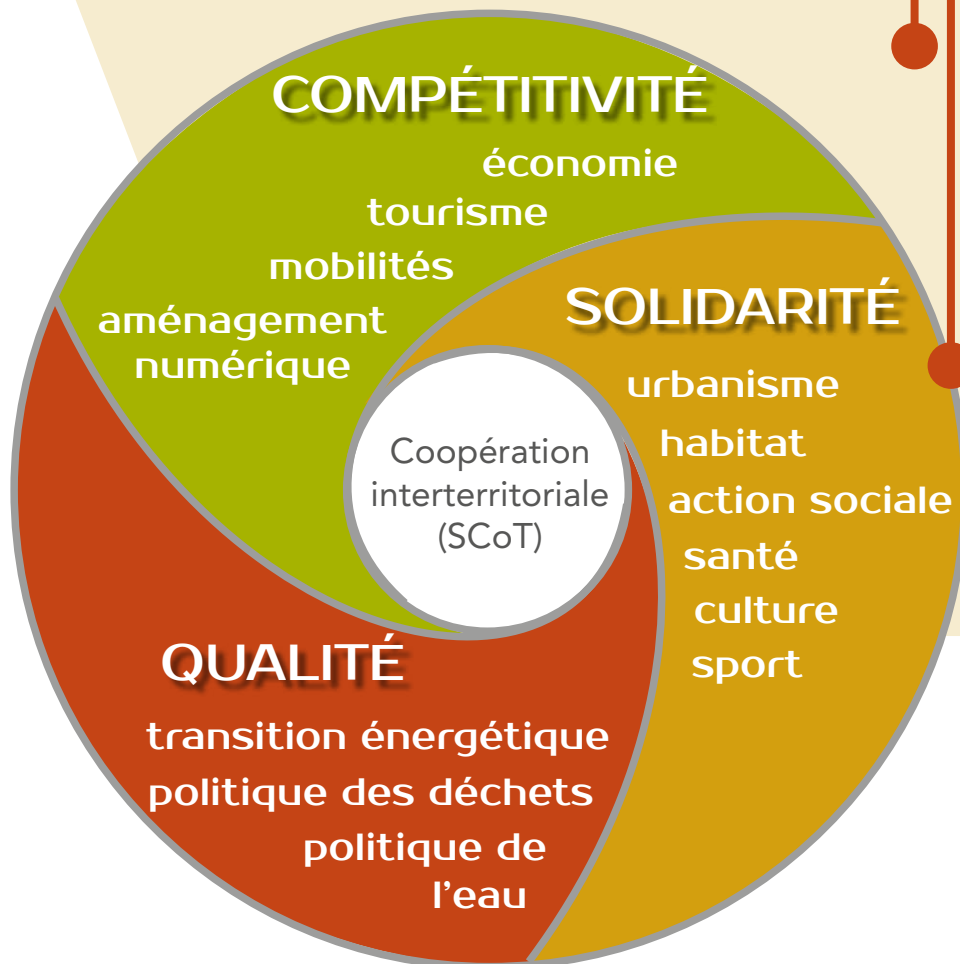 COMPÉTITIVITÉ
économie
tourisme
mobilités
aménagement
numérique
SOLIDARITÉ
urbanisme
habitat
action sociale
santé
culture
sport
Coopération
interterritoriale
(SCoT)
QUALITÉ
transition énergétique
politique des déchets
politique de
l'eau